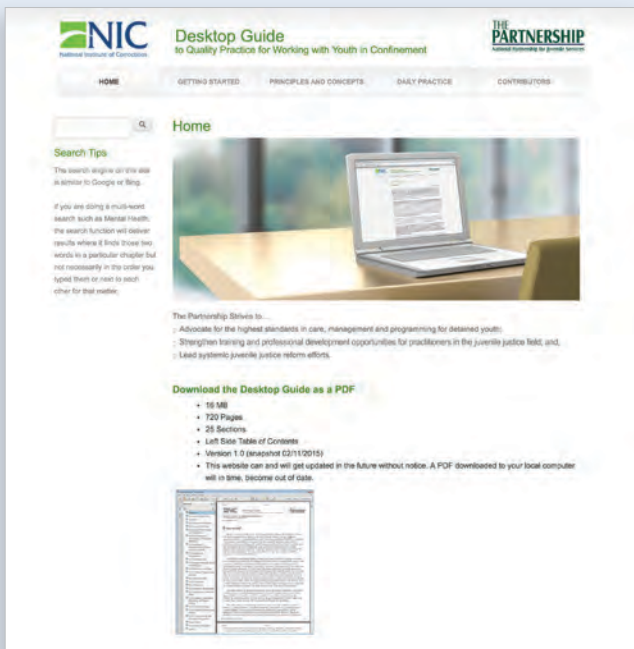 NIC
National Institute of Corrections
Desktop Guide
to Quality Practice for Working with Youth in Confinement
THE
PARTNERSHIP
National Partnership for Juvenile Services
HOME
GETTING STARTED
PRINCIPLES AND CONCEPTS
DAILY PRACTICE
CONTRIBUTORS
Search Tips
The search engine on this site
is similar to Google or Bing.
If you are doing a multi-word
search such as Mental Health,
the search function will deliver
results where it finds those two
words in a particular chapter but
not necessarily in the order you
typed them or next to each
other for that matter.
Home
The Partnership Strives to...
Advocate for the highest standards in care, management and programming for detained youth;
Strengthen training and professional development opportunities for practitioners in the juvenile justice field; and,
Lead systemic juvenile justice reform efforts.
Download the Desktop Guide as a PDF
• 16 MB
• 720 Pages
• 25 Sections
• Left Side Table of Contents
• Version 1.0 (snapshot 02/11/2015)
• This website can and will get updated in the future without notice. A PDF downloaded to your local computer
will in time, become out of date.
NIC